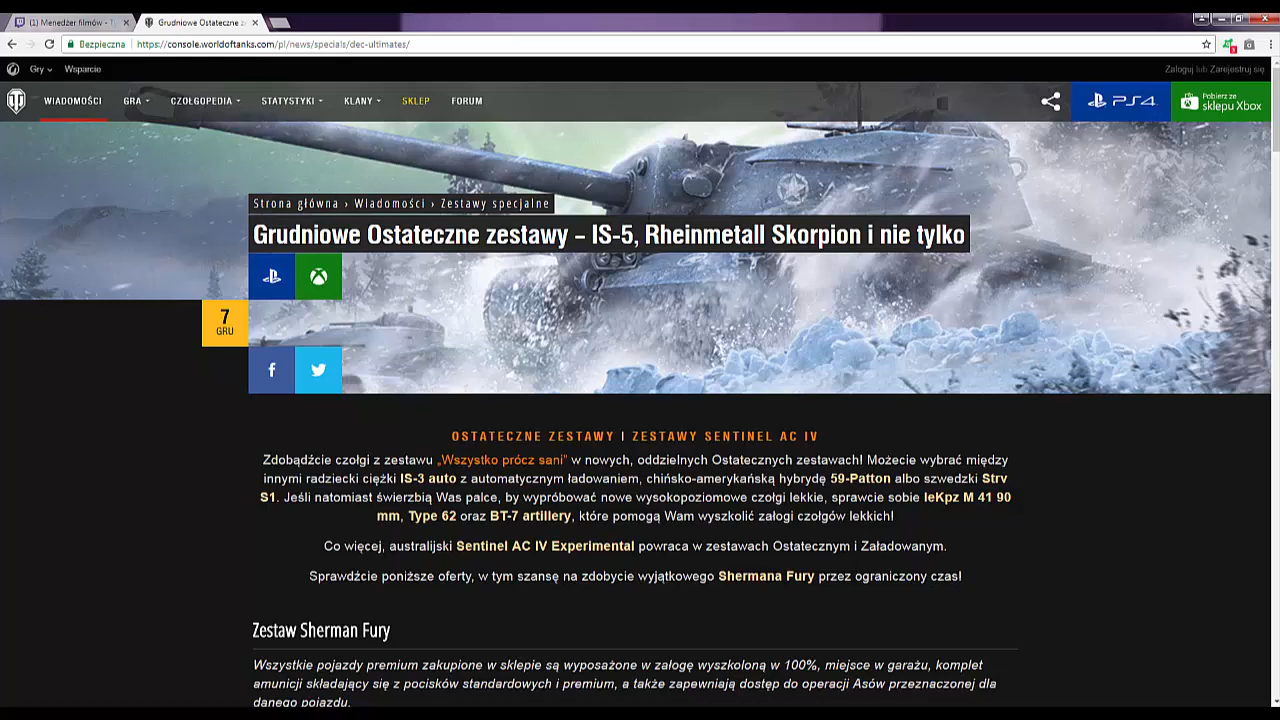 (1) Menedżer filmów - T
Grudniowe Ostateczne z
Bezpieczna
https://console.worldoftanks.com/pl/news/specials/dec-ultimates/
Gry
Wsparcie
Zaloguj lub Zarejestruj się
WIADOMOŚCI
GRA
CZOŁGOPEDIA
STATYSTYKI
KLANY
SKLEP
FORUM
PS4
Pobierz ze
sklepu Xbox
Strona główna › Wiadomości › Zestawy specjalne
Grudniowe Ostateczne zestawy – IS-5, Rheinmetall Skorpion i nie tylko
7
GRU
OSTATECZNE ZESTAWY | ZESTAWY SENTINEL AC IV
Zdobądźcie czołgi z zestawu „Wszystko prócz sani” w nowych, oddzielnych Ostatecznych zestawach! Możecie wybrać między
innymi radziecki ciężki IS-3 auto z automatycznym ładowaniem, chińsko-amerykańską hybrydę 59-Patton albo szwedzki Strv
S1. Jeśli natomiast świerzbią Was palce, by wypróbować nowe wysokopoziomowe czołgi lekkie, sprawcie sobie leKpz M 41 90
mm, Type 62 oraz BT-7 artillery, które pomogą Wam wyszkolić załogi czołgów lekkich!
Co więcej, australijski Sentinel AC IV Experimental powraca w zestawach Ostatecznym i Załadowanym.
Sprawdźcie poniższe oferty, w tym szansę na zdobycie wyjątkowego Shermana Fury przez ograniczony czas!
Zestaw Sherman Fury
Wszystkie pojazdy premium zakupione w sklepie są wyposażone w załogę wyszkoloną w 100%, miejsce w garażu, komplet
amunicji składający się z pocisków standardowych i premium, a także zapewniają dostęp do operacji Asów przeznaczonej dla
danego pojazdu.